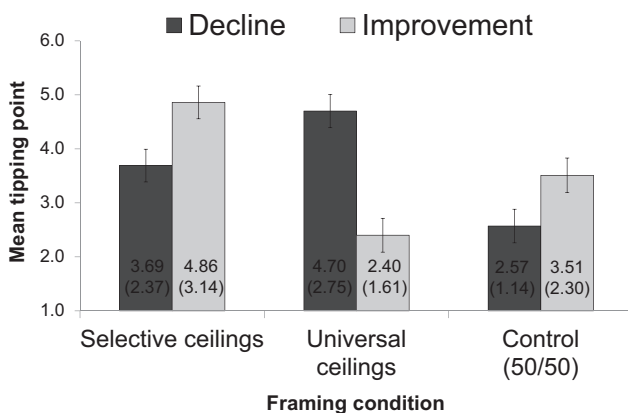 Decline Improvement
6.0
5.0
4.0
3.0
2.0
1.0
Mean tipping point
3.69 4.86 4.70 2.40 2.57 3.51
(2.37) (3.14) (2.75) (1.61) (1.14) (2.30)
Selective ceilings Universal Control
ceilings (50/50)
Framing condition